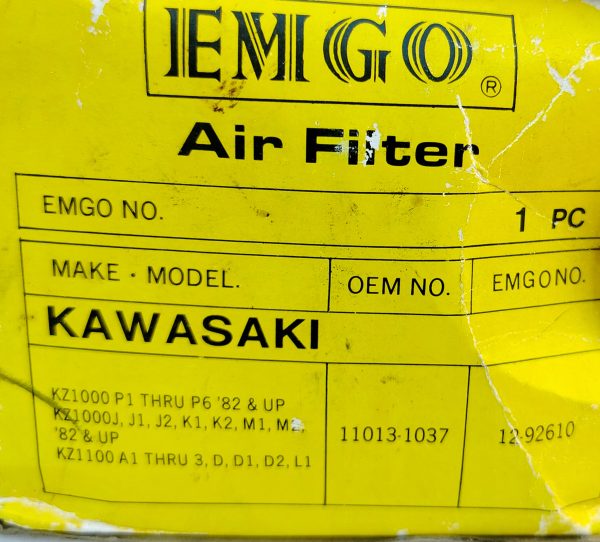 EMGO ®
Air Filter
EMGO NO. 1 PC
MAKE · MODEL. OEM NO. EMGO NO.
KAWASAKI
KZ1000 P1 THRU P6 '82 & UP
KZ1000J, J1, J2, K1, K2, M1, M2,
'82 & UP
KZ1100 A1 THRU 3, D, D1, D2, L1
11013-1037
12-92610